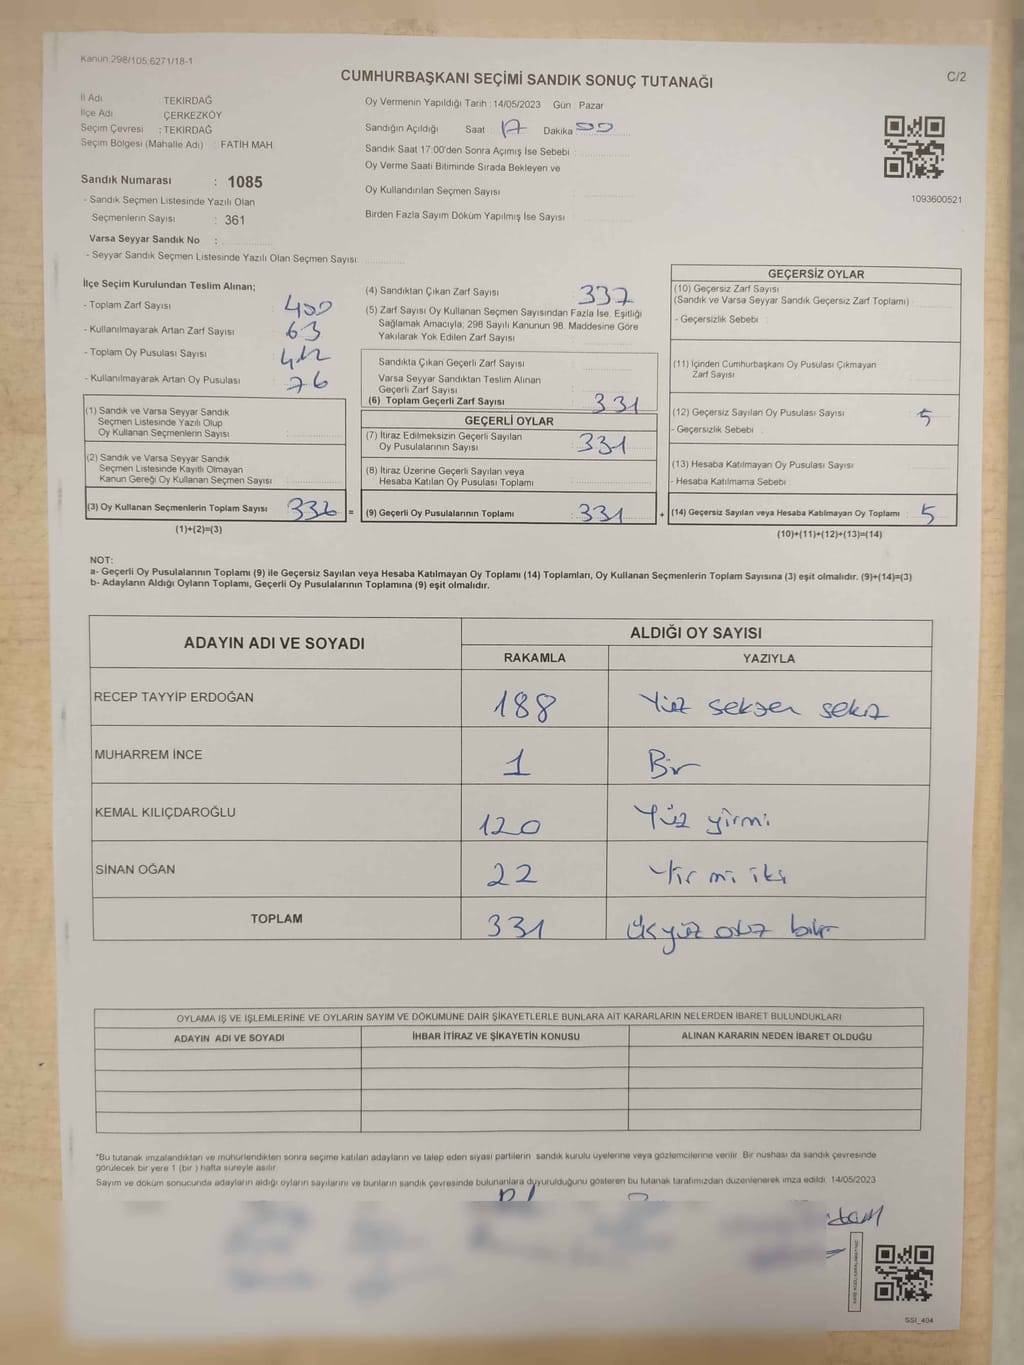 Kanun.298/105,6271/18-1
CUMHURBAŞKANI SEÇİMİ SANDIK SONUÇ TUTANAĞI
C/2
İl Adı : TEKİRDAĞ
İlçe Adı : ÇERKEZKÖY
Seçim Çevresi : TEKİRDAĞ
Seçim Bölgesi (Mahalle Adı) : FATİH MAH.
Sandık Numarası : 1085
- Sandık Seçmen Listesinde Yazılı Olan
Seçmenlerin Sayısı : 361
Varsa Seyyar Sandık No :
- Seyyar Sandık Seçmen Listesinde Yazılı Olan Seçmen Sayısı:
Oy Vermenin Yapıldığı Tarih : 14/05/2023 Gün : Pazar
Sandığın Açıldığı Saat 17 Dakika 00
Sandık Saat 17:00'den Sonra Açımış İse Sebebi :
Oy Verme Saati Bitiminde Sırada Bekleyen ve
Oy Kullandırılan Seçmen Sayısı :
Birden Fazla Sayım Döküm Yapılmış İse Sayısı :
1093600521
İlçe Seçim Kurulundan Teslim Alınan;
- Toplam Zarf Sayısı : 400
- Kullanılmayarak Artan Zarf Sayısı : 63
- Toplam Oy Pusulası Sayısı : 412
- Kullanılmayarak Artan Oy Pusulası : 76
(1) Sandık ve Varsa Seyyar Sandık
Seçmen Listesinde Yazılı Olup
Oy Kullanan Seçmenlerin Sayısı :
(2) Sandık ve Varsa Seyyar Sandık
Seçmen Listesinde Kayıtlı Olmayan
Kanun Gereği Oy Kullanan Seçmen Sayısı :
(3) Oy Kullanan Seçmenlerin Toplam Sayısı : 336 =
(1)+(2)=(3)
(4) Sandıktan Çıkan Zarf Sayısı : 337
(5) Zarf Sayısı Oy Kullanan Seçmen Sayısından Fazla İse, Eşitliği
Sağlamak Amacıyla; 298 Sayılı Kanunun 98. Maddesine Göre
Yakılarak Yok Edilen Zarf Sayısı :
Sandıkta Çıkan Geçerli Zarf Sayısı :
Varsa Seyyar Sandıktan Teslim Alınan
Geçerli Zarf Sayısı :
(6) Toplam Geçerli Zarf Sayısı : 331
GEÇERLİ OYLAR
(7) İtiraz Edilmeksizin Geçerli Sayılan
Oy Pusulalarının Sayısı : 331
(8) İtiraz Üzerine Geçerli Sayılan veya
Hesaba Katılan Oy Pusulası Toplamı :
(9) Geçerli Oy Pusulalarının Toplamı : 331 +
GEÇERSİZ OYLAR
(10) Geçersiz Zarf Sayısı
(Sandık ve Varsa Seyyar Sandık Geçersiz Zarf Toplamı) :
- Geçersizlik Sebebi :
(11) İçinden Cumhurbaşkanı Oy Pusulası Çıkmayan
Zarf Sayısı :
(12) Geçersiz Sayılan Oy Pusulası Sayısı : 5
- Geçersizlik Sebebi :
(13) Hesaba Katılmayan Oy Pusulası Sayısı :
- Hesaba Katılmama Sebebi :
(14) Geçersiz Sayılan veya Hesaba Katılmayan Oy Toplamı : 5
(10)+(11)+(12)+(13)=(14)
NOT:
a- Geçerli Oy Pusulalarının Toplamı (9) ile Geçersiz Sayılan veya Hesaba Katılmayan Oy Toplamı (14) Toplamları, Oy Kullanan Seçmenlerin Toplam Sayısına (3) eşit olmalıdır. (9)+(14)=(3)
b- Adayların Aldığı Oyların Toplamı, Geçerli Oy Pusulalarının Toplamına (9) eşit olmalıdır.
ADAYIN ADI VE SOYADI
ALDIĞI OY SAYISI
RAKAMLA YAZIYLA
RECEP TAYYİP ERDOĞAN 188 Yüz seksen sekiz
MUHARREM İNCE 1 Bir
KEMAL KILIÇDAROĞLU 120 Yüz yirmi
SİNAN OĞAN 22 Yirmi iki
TOPLAM 331 üçyüz otuz bir
OYLAMA İŞ VE İŞLEMLERİNE VE OYLARIN SAYIM VE DÖKÜMÜNE DAİR ŞİKAYETLERLE BUNLARA AİT KARARLARIN NELERDEN İBARET BULUNDUKLARI
ADAYIN ADI VE SOYADI İHBAR İTİRAZ VE ŞİKAYETİN KONUSU ALINAN KARARIN NEDEN İBARET OLDUĞU
*Bu tutanak imzalandıktan ve mühürlendikten sonra seçime katılan adayların ve talep eden siyasi partilerin sandık kurulu üyelerine veya gözlemcilerine verilir. Bir nüshası da sandık çevresinde
görülecek bir yere 1 (bir ) hafta süreyle asılır.
Sayım ve döküm sonucunda adayların aldığı oyların sayılarını ve bunların sandık çevresinde bulunanlara duyurulduğunu gösteren bu tutanak tarafımızdan düzenlenerek imza edildi. 14/05/2023
SSI_404